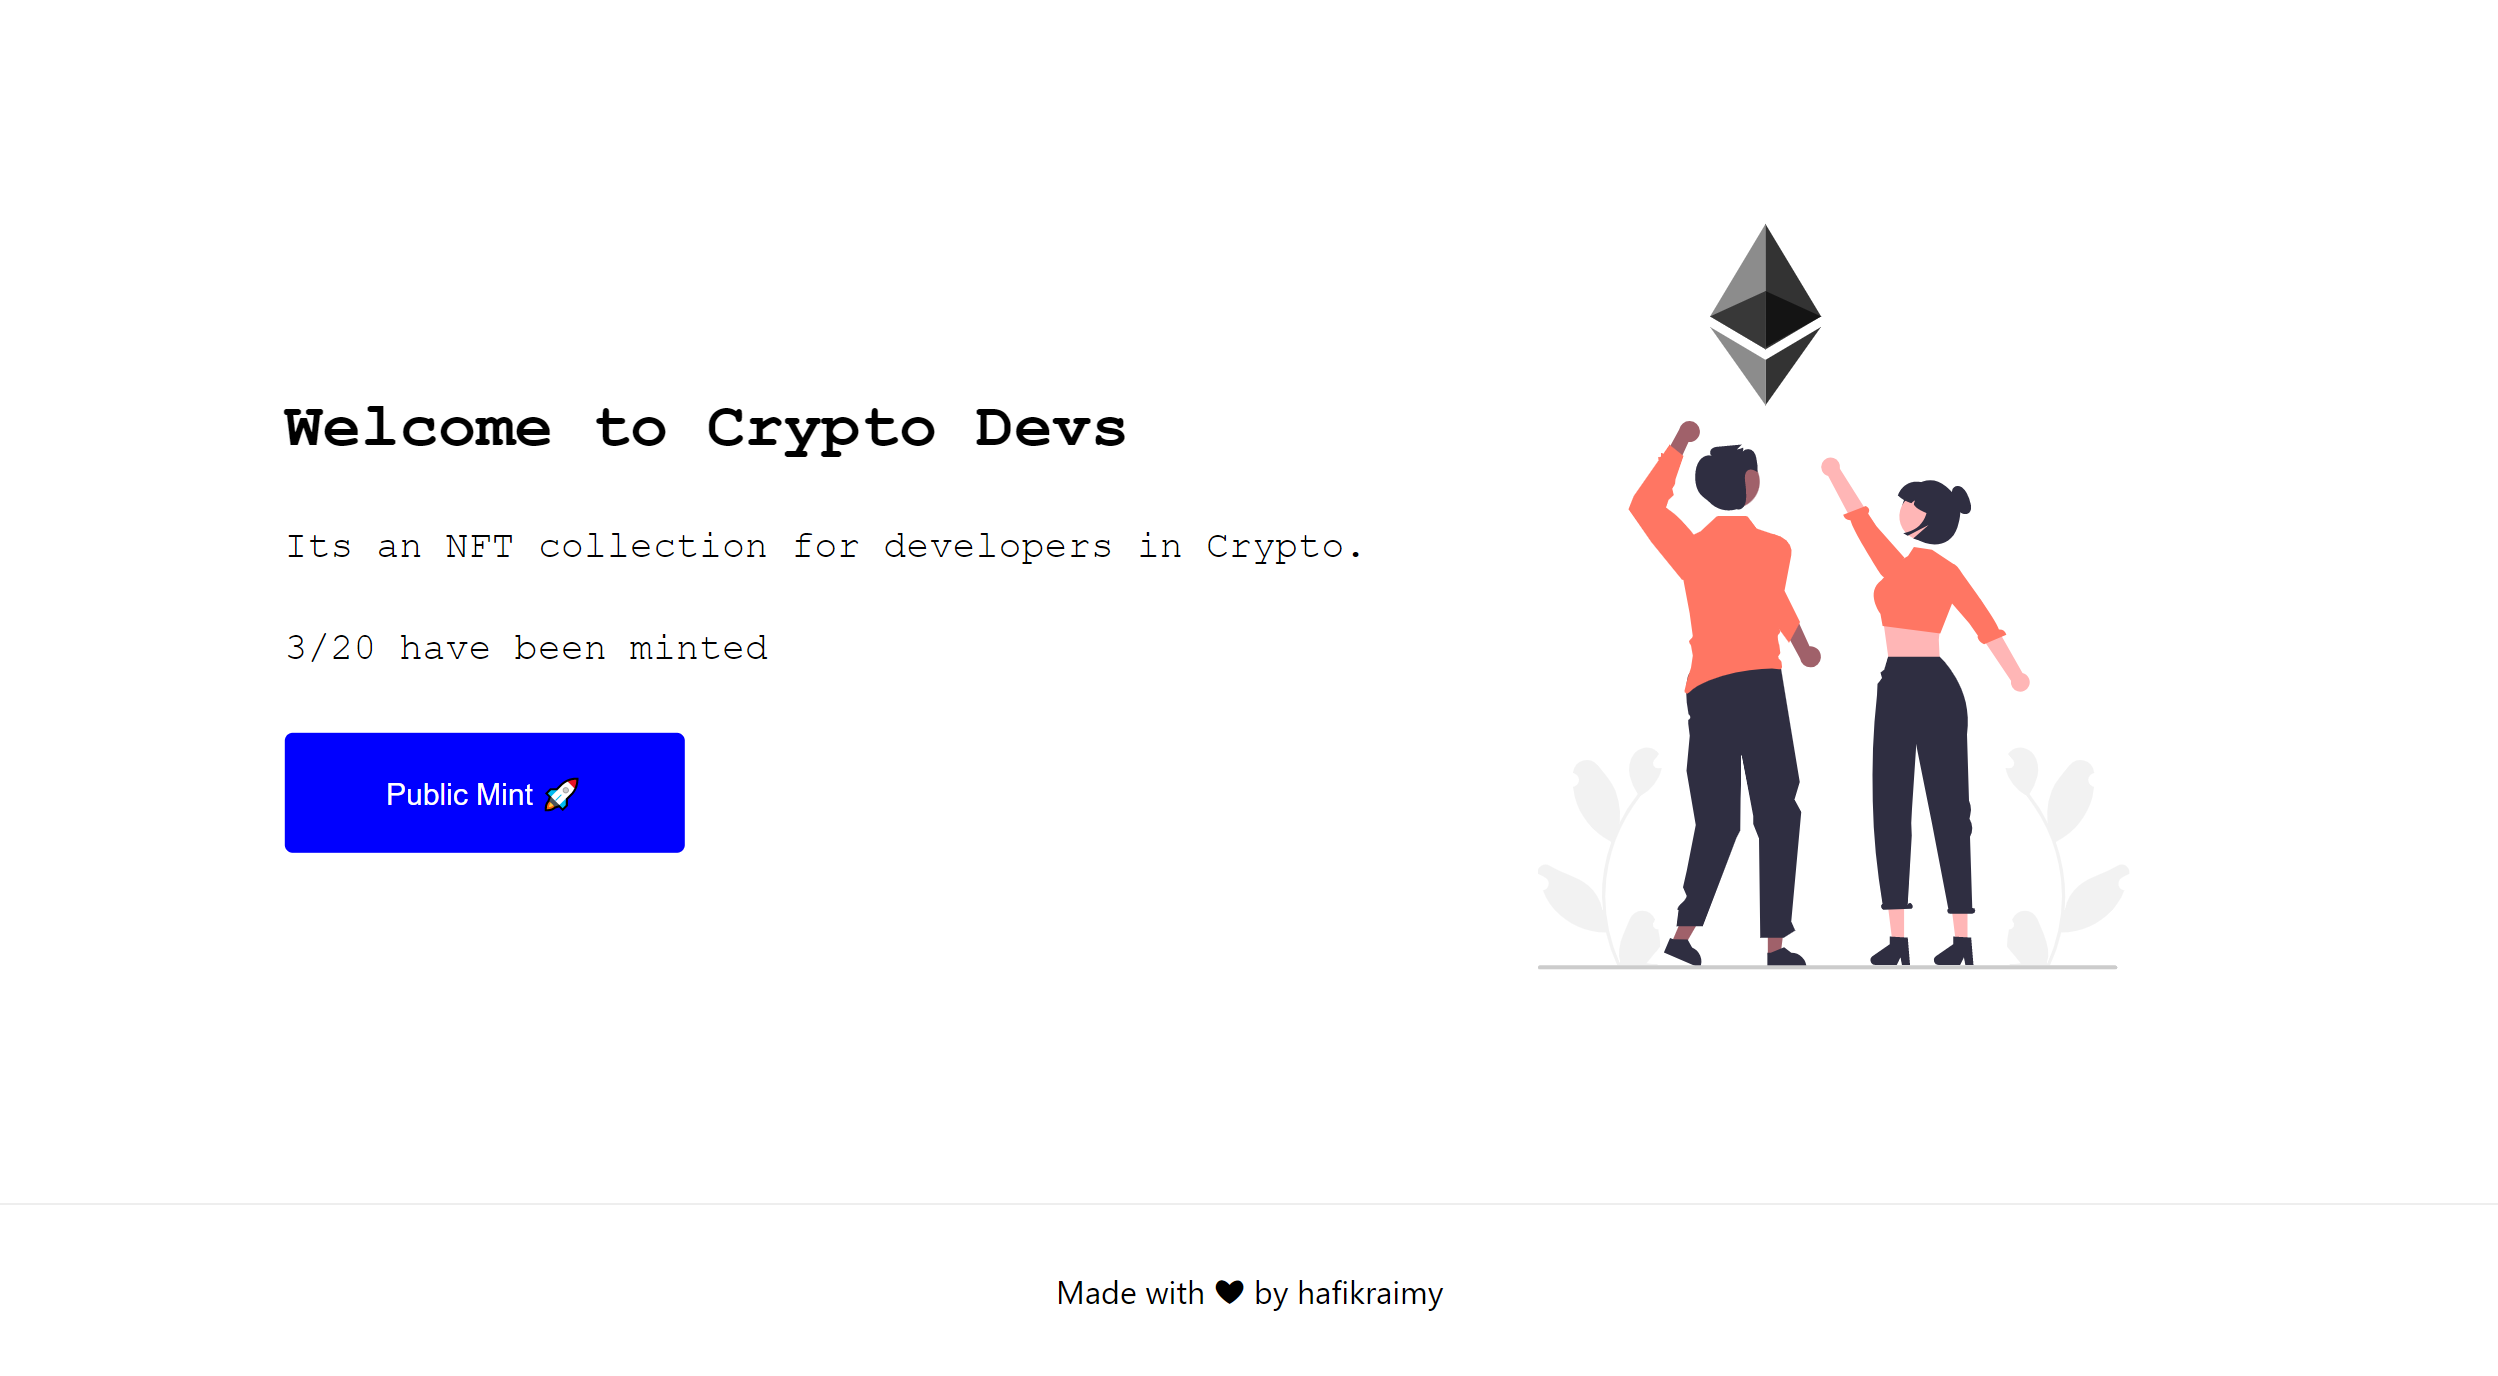 Welcome to Crypto Devs
Its an NFT collection for developers in Crypto.
3/20 have been minted
Public Mint 🚀
Made with ❤ by hafikraimy